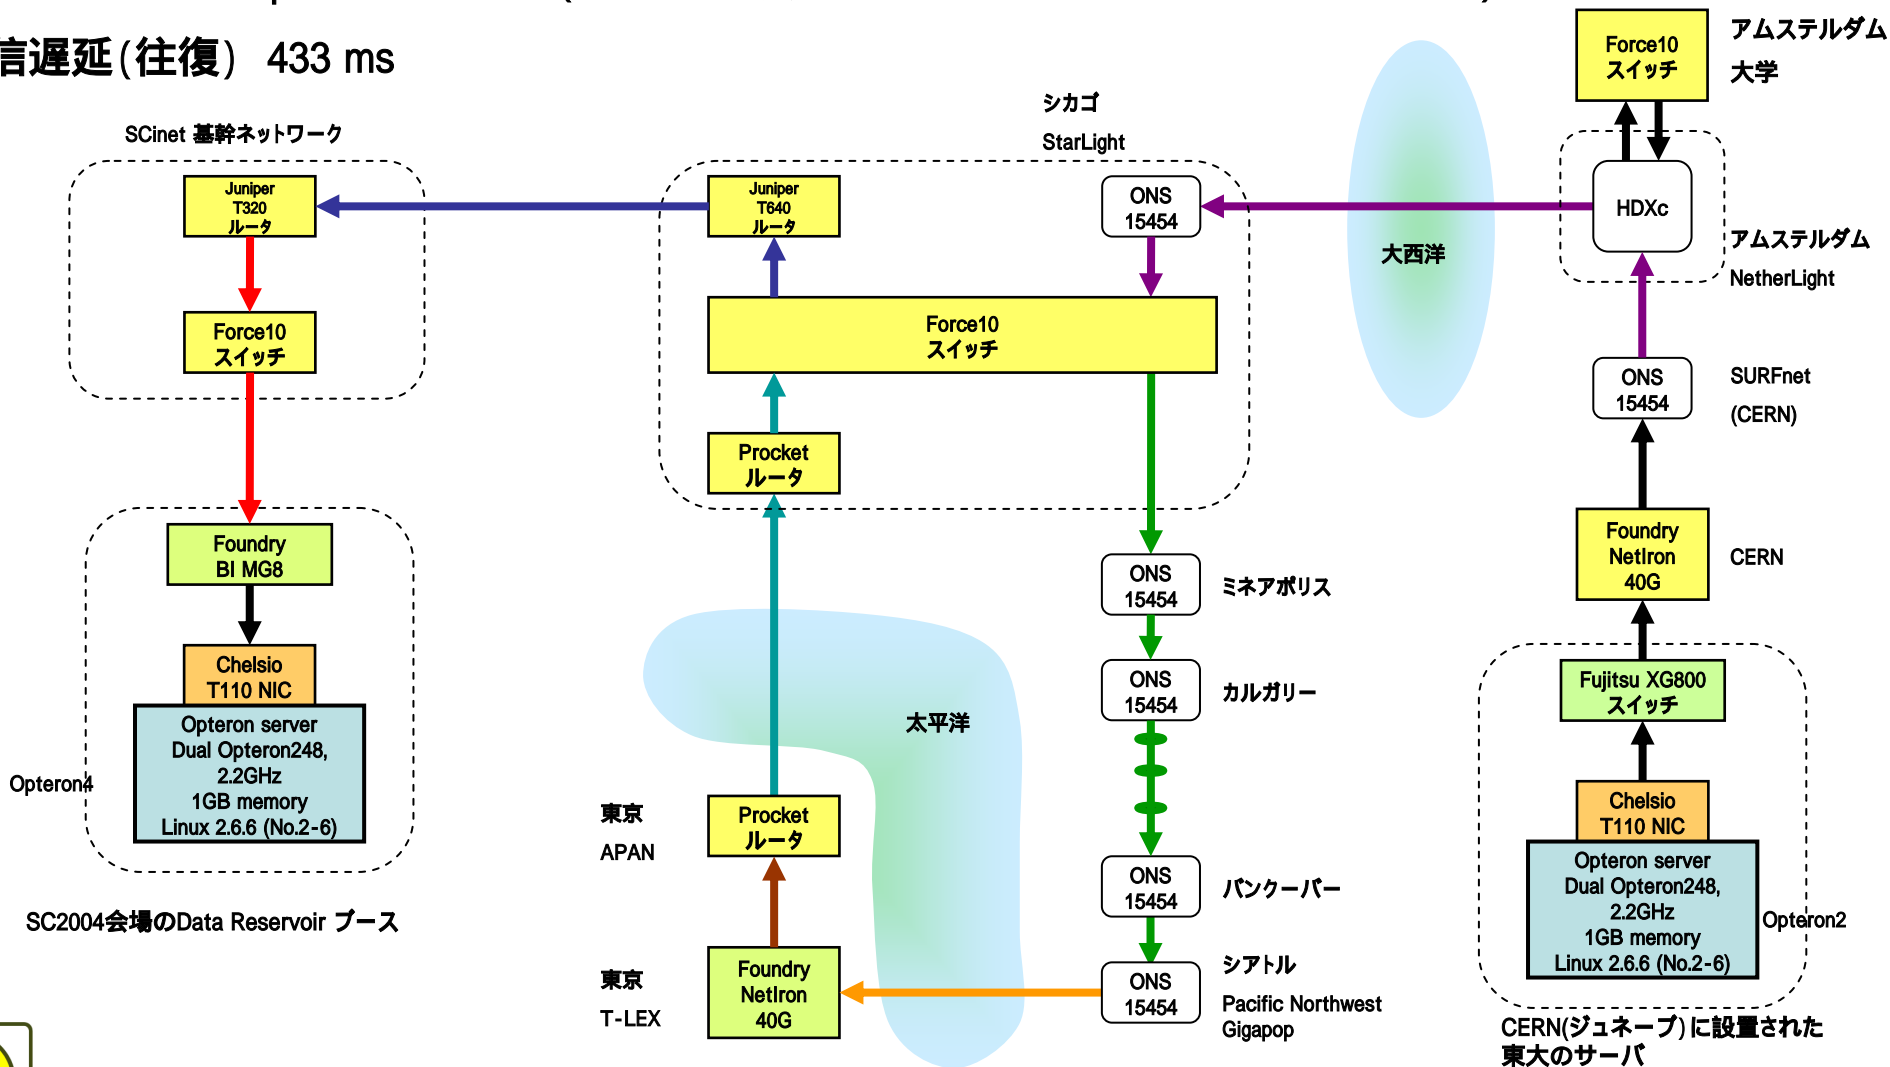 信遅延(往復) 433 ms
SCinet 基幹ネットワーク
Juniper
T320
ルータ
Force10
スイッチ
Foundry
BI MG8
Chelsio
T110 NIC
Opteron server
Dual Opteron248,
2.2GHz
1GB memory
Linux 2.6.6 (No.2-6)
Opteron4
SC2004会場のData Reservoir ブース
シカゴ
StarLight
Juniper
T640
ルータ
ONS
15454
Force10
スイッチ
Procket
ルータ
太平洋
東京
APAN
Procket
ルータ
東京
T-LEX
Foundry
NetIron
40G
ONS
15454
ミネアポリス
ONS
15454
カルガリー
ONS
15454
バンクーバー
ONS
15454
シアトル
Pacific Northwest
Gigapop
大西洋
Force10
スイッチ
アムステルダム
大学
HDXc
アムステルダム
NetherLight
ONS
15454
SURFnet
(CERN)
Foundry
NetIron
40G
CERN
Fujitsu XG800
スイッチ
Chelsio
T110 NIC
Opteron server
Dual Opteron248,
2.2GHz
1GB memory
Linux 2.6.6 (No.2-6)
Opteron2
CERN(ジュネーブ)に設置された
東大のサーバ